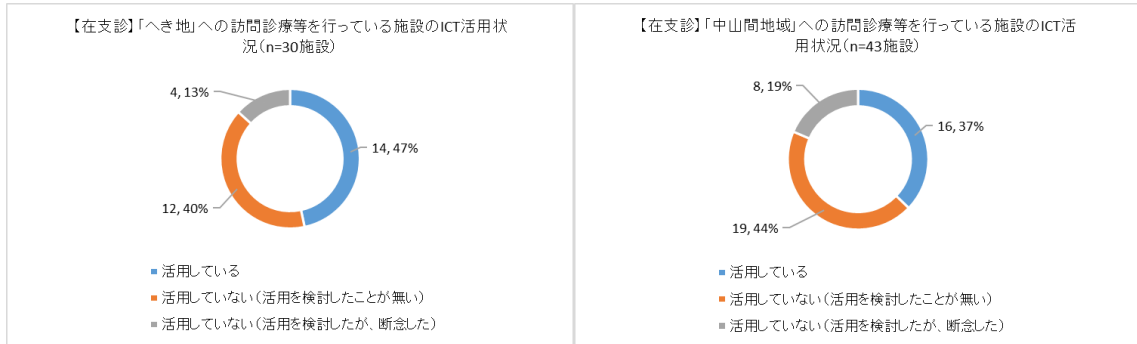 【在支診】「へき地」への訪問診療等を行っている施設のICT活用状
況(n=30施設)
4, 13%
14, 47%
12, 40%
活用している
活用していない(活用を検討したことが無い)
活用していない(活用を検討したが、断念した)
【在支診】「中山間地域」への訪問診療等を行っている施設のICT活
用状況(n=43施設)
8, 19%
16, 37%
19, 44%
活用している
活用していない(活用を検討したことが無い)
活用していない(活用を検討したが、断念した)